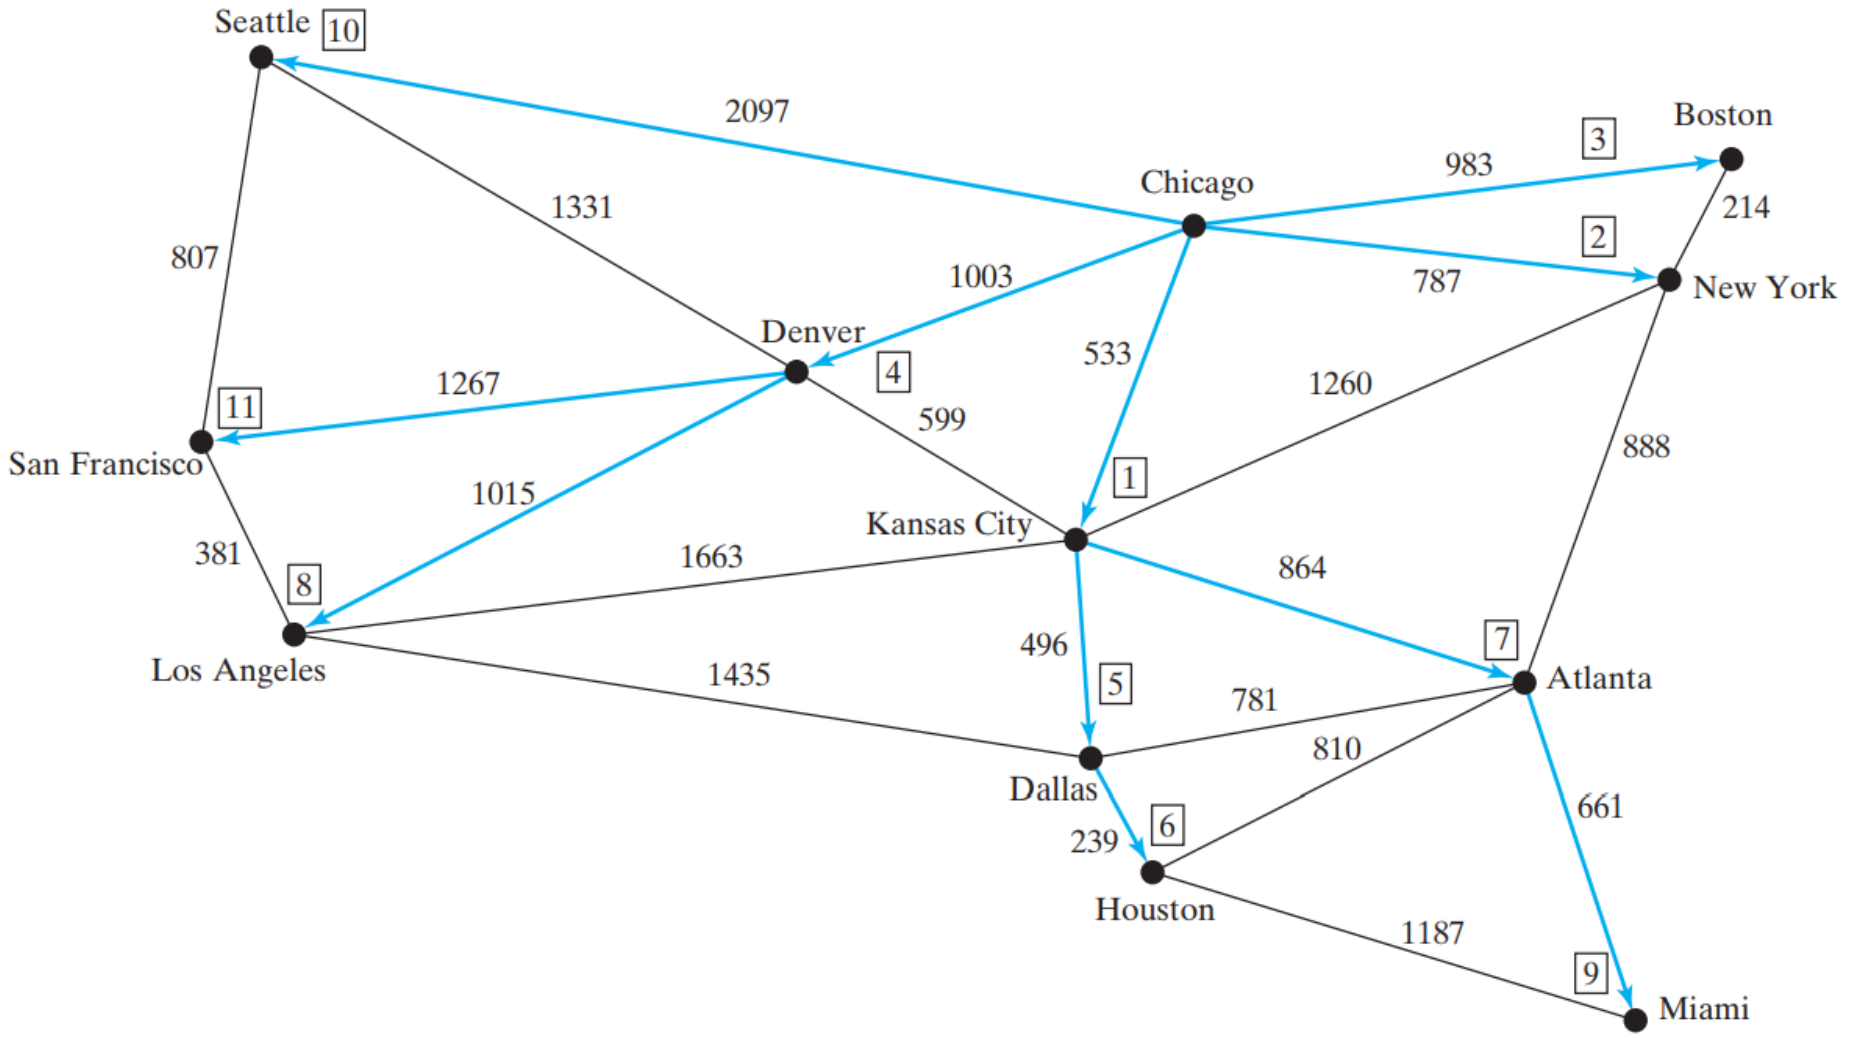 Seattle
10
2097
Boston
3
983
Chicago
1331
214
2
807
1003
787
New York
Denver
533
4
1267
1260
599
11
888
San Francisco
1
1015
Kansas City
381
1663
864
8
496
7
Los Angeles
1435
5
Atlanta
781
810
Dallas
661
6
239
Houston
1187
9
Miami